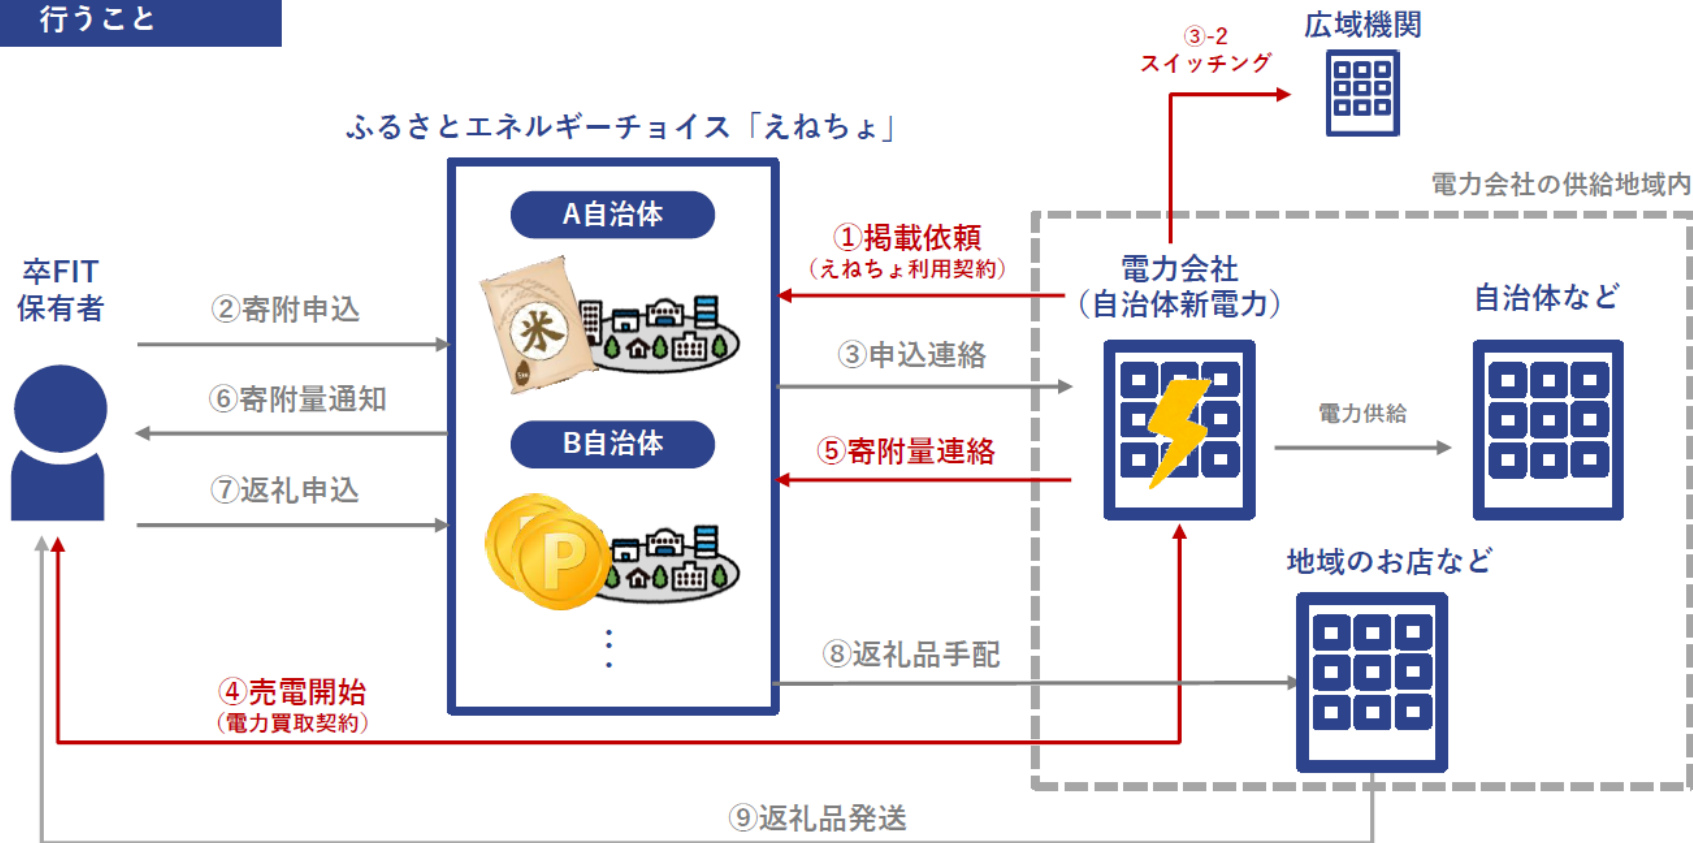 行うこと
広域機関
③-2
スイッチング
ふるさとエネルギーチョイス「えねちょ」
電力会社の供給地域内
A自治体
①掲載依頼
（えねちょ利用契約）
卒FIT
保有者
電力会社
（自治体新電力）
自治体など
②寄附申込
米
③申込連絡
⑥寄附量通知
電力供給
B自治体
⑤寄附量連絡
⑦返礼申込
P
地域のお店など
⑧返礼品手配
④売電開始
（電力買取契約）
⑨返礼品発送